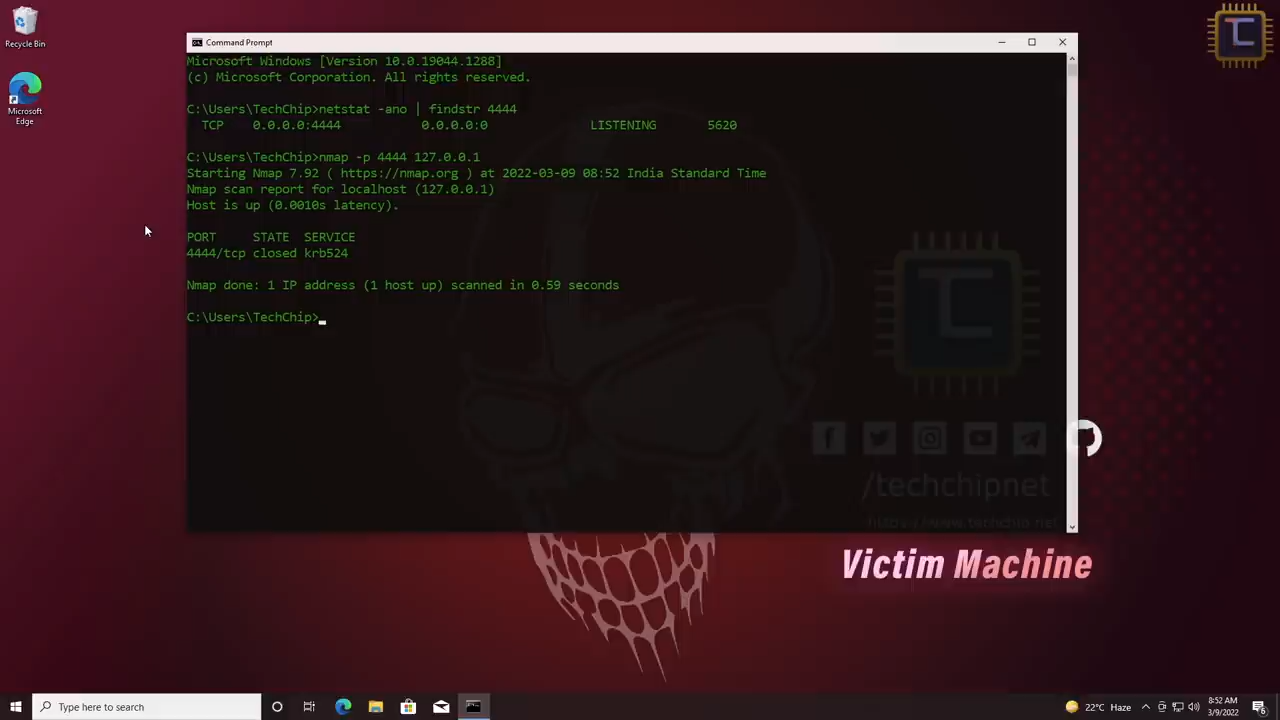 Recycle Bin
Microsoft
Edge
Command Prompt
Microsoft Windows [Version 10.0.19044.1288]
(c) Microsoft Corporation. All rights reserved.
C:\Users\TechChip>netstat -ano | findstr 4444
TCP 0.0.0.0:4444 0.0.0.0:0 LISTENING 5620
C:\Users\TechChip>nmap -p 4444 127.0.0.1
Starting Nmap 7.92 ( https://nmap.org ) at 2022-03-09 08:52 India Standard Time
Nmap scan report for localhost (127.0.0.1)
Host is up (0.0010s latency).
PORT STATE SERVICE
4444/tcp closed krb524
Nmap done: 1 IP address (1 host up) scanned in 0.59 seconds
C:\Users\TechChip>
/techchipnet
https://www.techchip.net
Victim Machine
Type here to search
22°C Haze
8:52 AM
3/9/2022
6